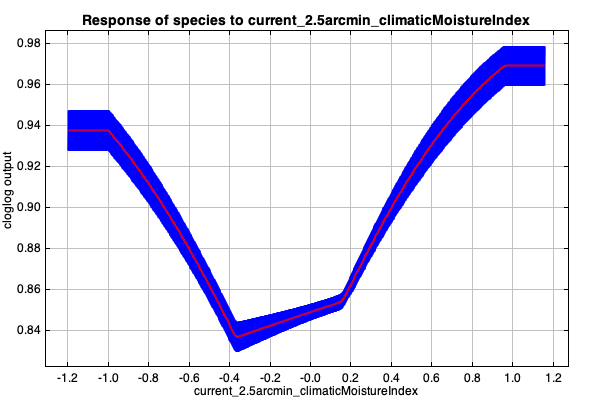 Response of species to current_2.5arcmin_climaticMoistureIndex
0.98
0.96
0.94
0.92
0.90
0.88
0.86
0.84
cloglog output
-1.2 -1.0 -0.8 -0.6 -0.4 -0.2 -0.0 0.2 0.4 0.6 0.8 1.0 1.2
current_2.5arcmin_climaticMoistureIndex